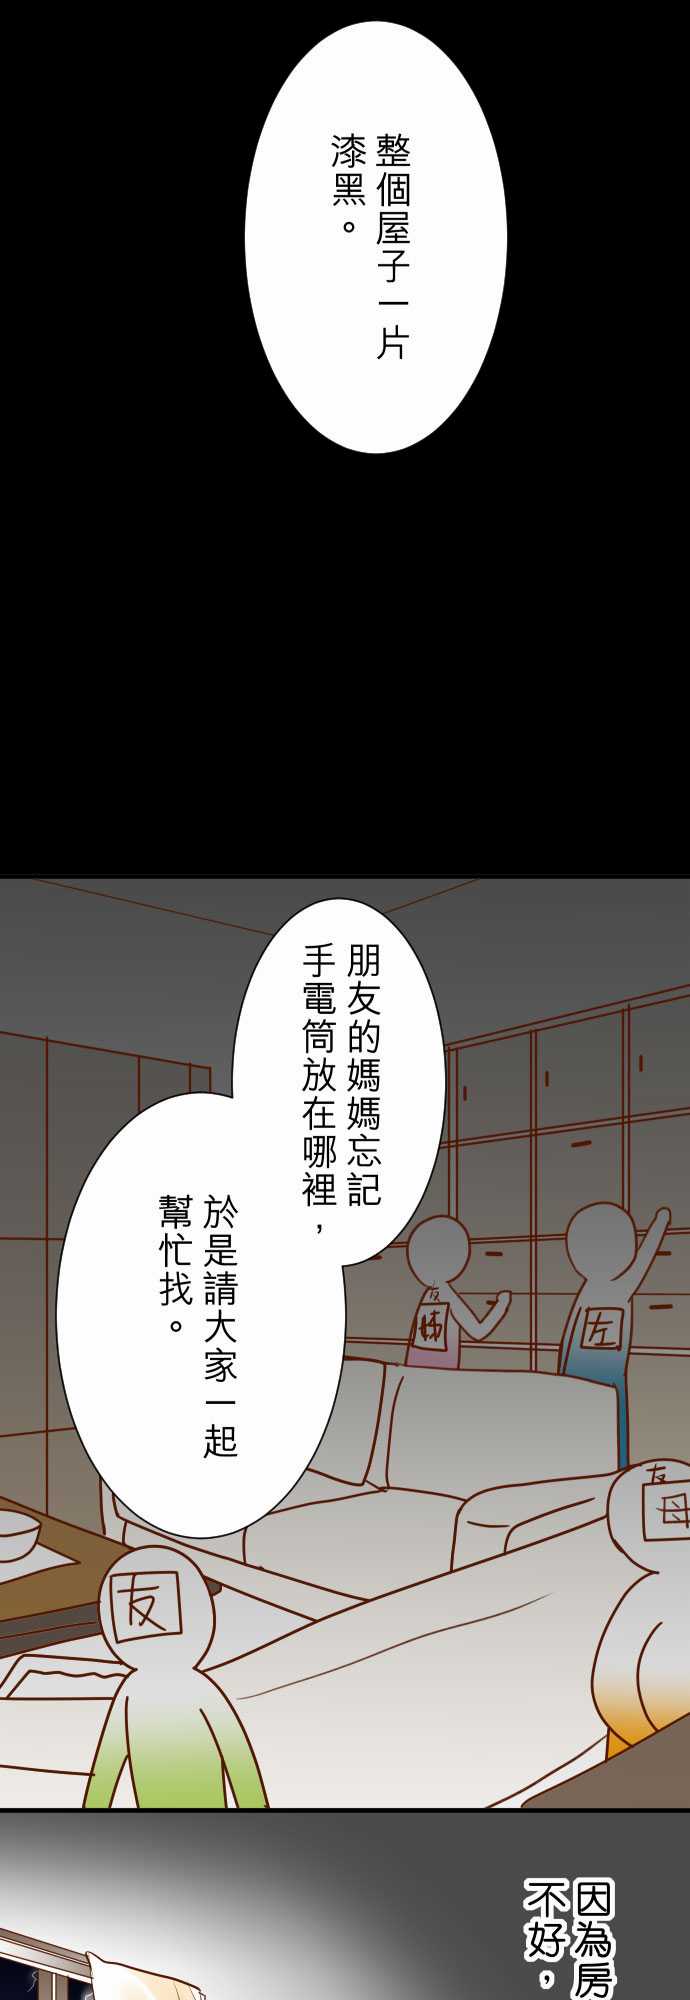 整個屋子一片
漆黑。
朋友的媽媽忘記
手電筒放在哪裡，
於是請大家一起
幫忙找。
友
姊
左
友
母
友
因為房
不好，